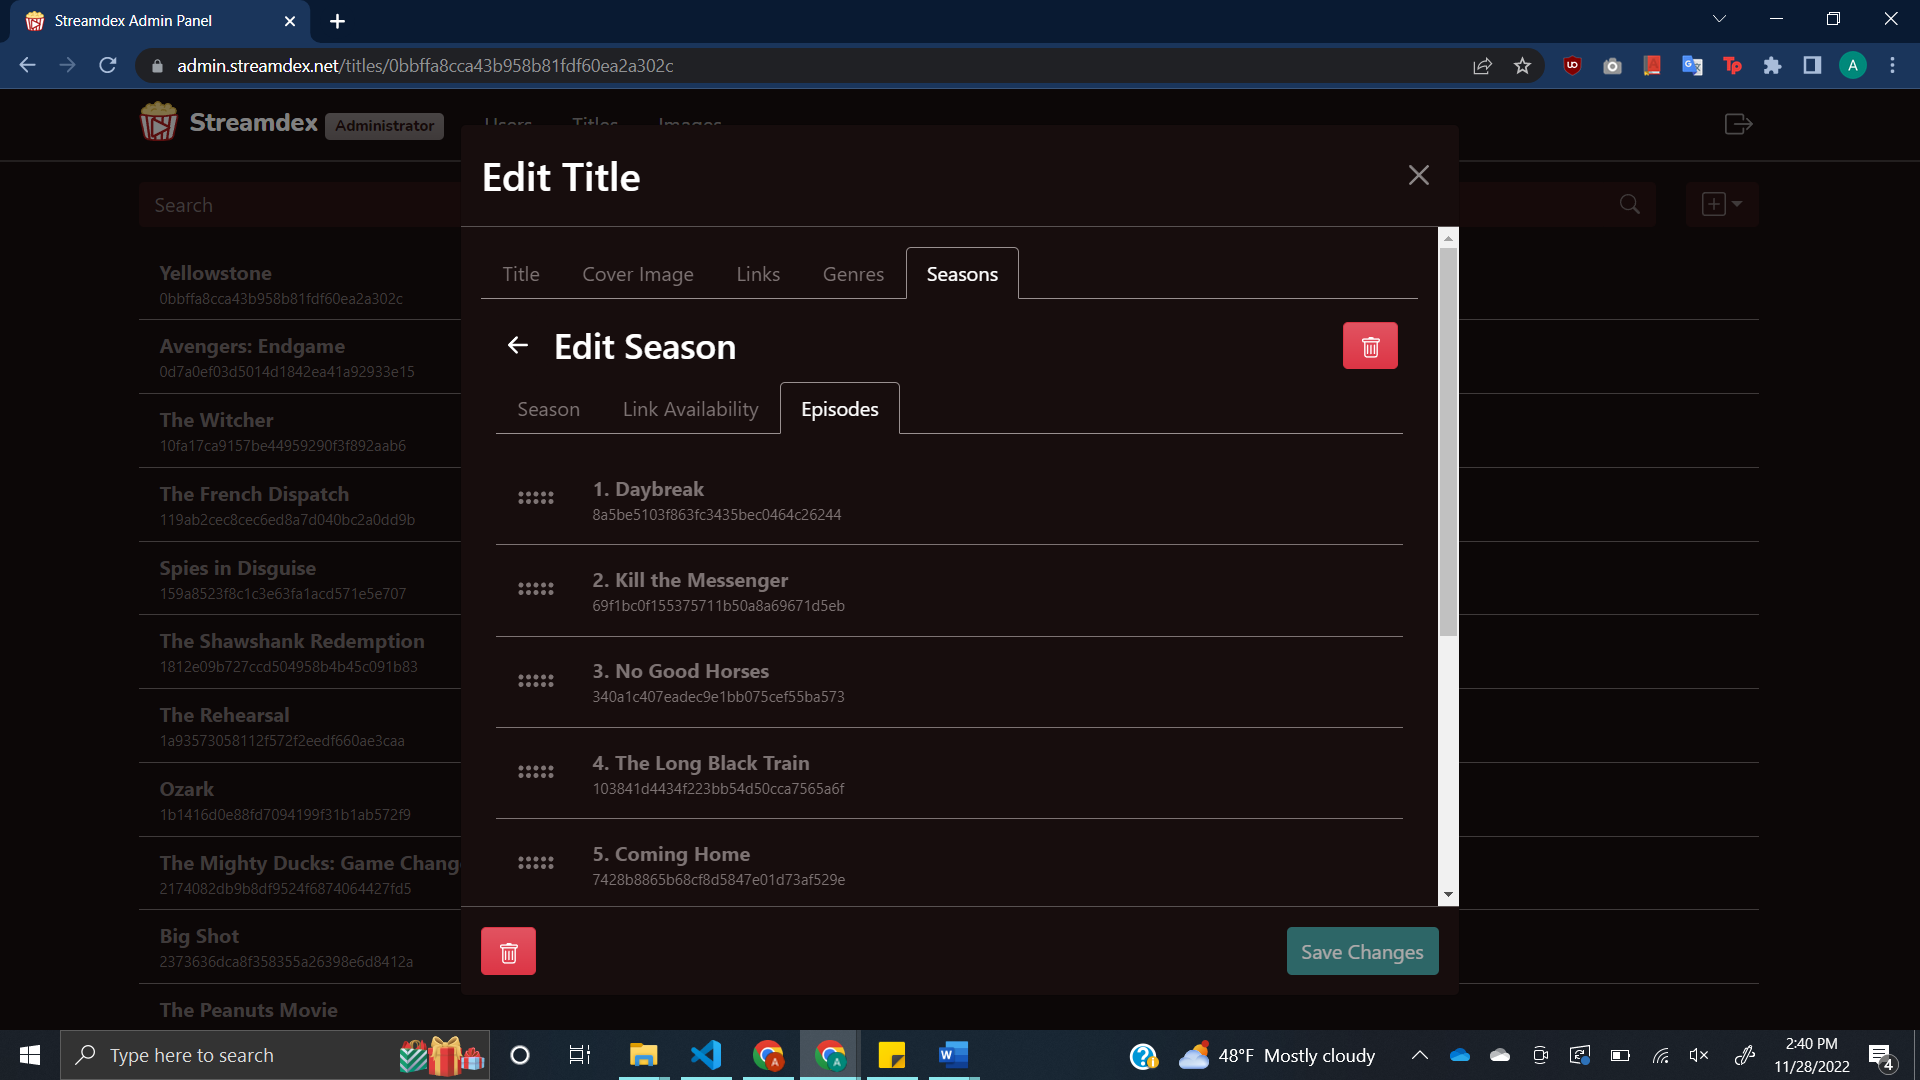 Streamdex Admin Panel
admin.streamdex.net/titles/0bbffa8cca43b958b81fdf60ea2a302c
Streamdex Administrator Users Titles Images
Edit Title
Search
Title Cover Image Links Genres Seasons
Edit Season
Season Link Availability Episodes
1. Daybreak
8a5be5103f863fc3435bec0464c26244
2. Kill the Messenger
69f1bc0f155375711b50a8a69671d5eb
3. No Good Horses
340a1c407eadec9e1bb075cef55ba573
4. The Long Black Train
103841d4434f223bb54d50cca7565a6f
5. Coming Home
7428b8865b68cf8d5847e01d73af529e
Save Changes
Yellowstone
0bbffa8cca43b958b81fdf60ea2a302c
Avengers: Endgame
0d7a0ef03d5014d1842ea41a92933e15
The Witcher
10fa17ca9157be44959290f3f892aab6
The French Dispatch
119ab2cec8cec6ed8a7d040bc2a0dd9b
Spies in Disguise
159a8523f8c1c3e63fa1acd571e5e707
The Shawshank Redemption
1812e09b727ccd504958b4b45c091b83
The Rehearsal
1a93573058112f572f2eedf660ae3caa
Ozark
1b1416d0e88fd7094199f31b1ab572f9
The Mighty Ducks: Game Chang
2174082db9b8df9524f6874064427fd5
Big Shot
2373636dca8f358355a26398e6d8412a
The Peanuts Movie
Type here to search
48°F Mostly cloudy
2:40 PM
11/28/2022
4